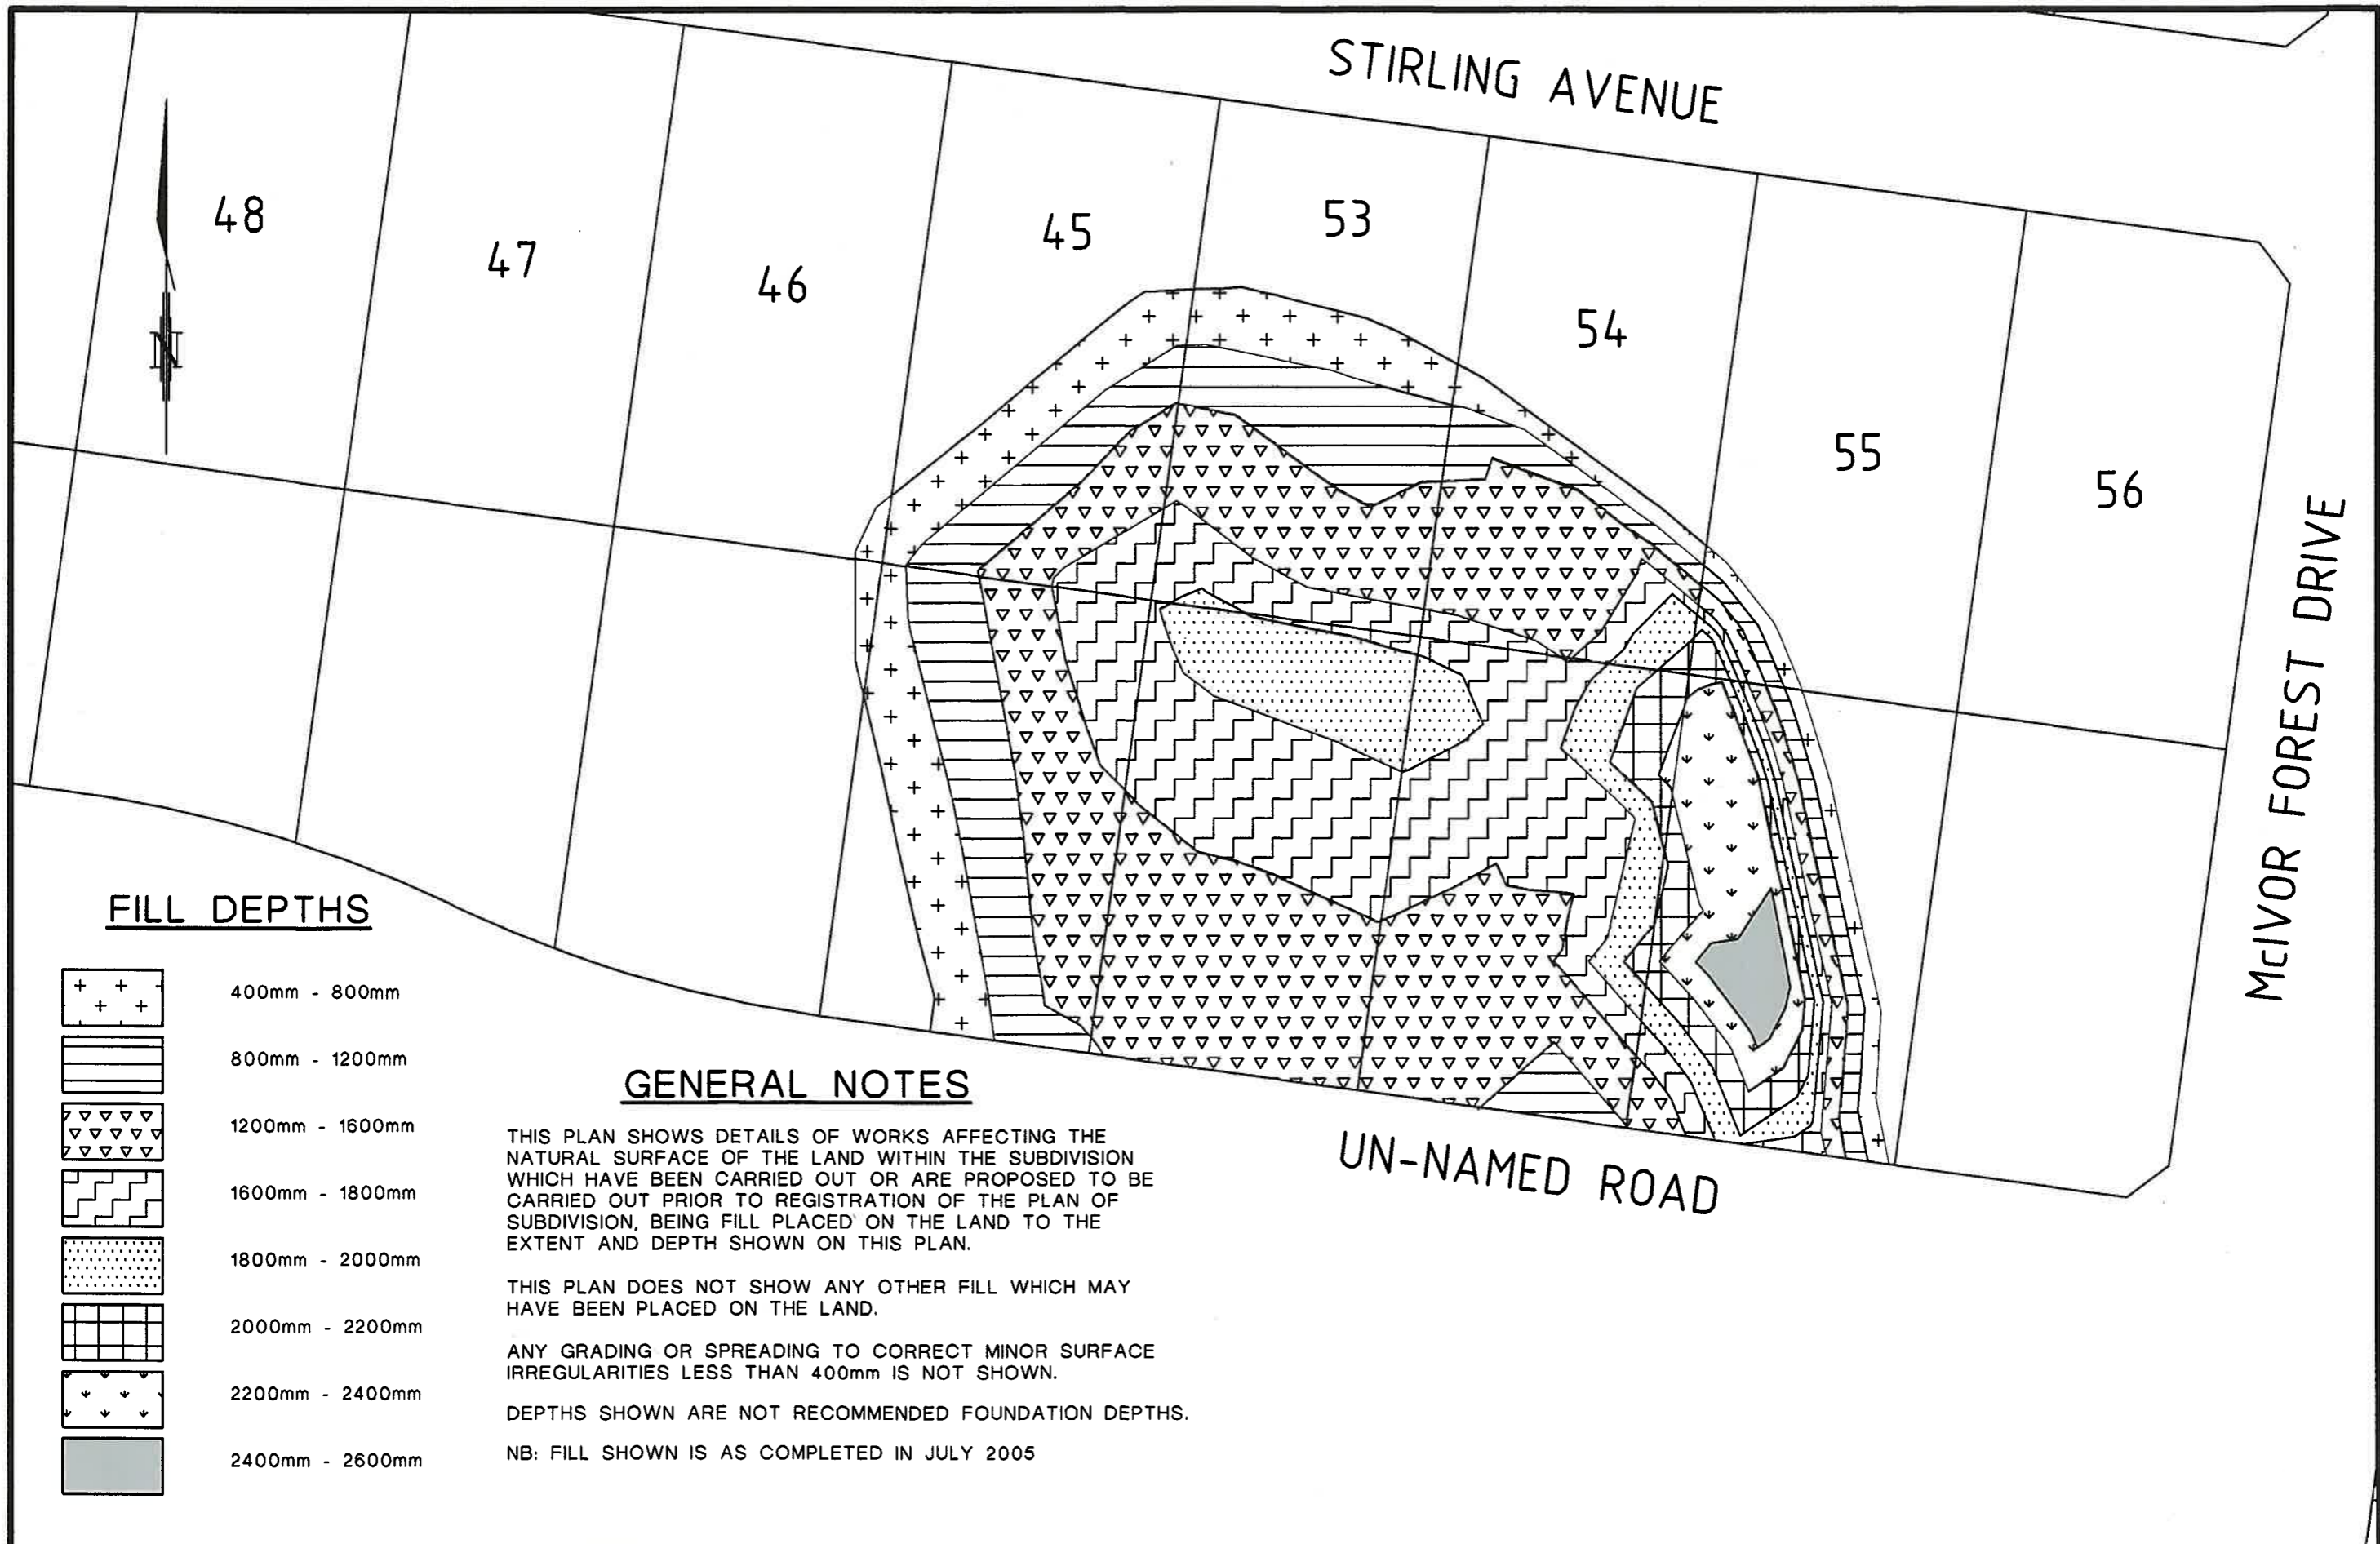 STIRLING AVENUE
48
47
46
45
53
54
55
56
N
McIVOR FOREST DRIVE
UN-NAMED ROAD
FILL DEPTHS
400mm - 800mm
800mm - 1200mm
1200mm - 1600mm
1600mm - 1800mm
1800mm - 2000mm
2000mm - 2200mm
2200mm - 2400mm
2400mm - 2600mm
GENERAL NOTES
THIS PLAN SHOWS DETAILS OF WORKS AFFECTING THE
NATURAL SURFACE OF THE LAND WITHIN THE SUBDIVISION
WHICH HAVE BEEN CARRIED OUT OR ARE PROPOSED TO BE
CARRIED OUT PRIOR TO REGISTRATION OF THE PLAN OF
SUBDIVISION, BEING FILL PLACED ON THE LAND TO THE
EXTENT AND DEPTH SHOWN ON THIS PLAN.
THIS PLAN DOES NOT SHOW ANY OTHER FILL WHICH MAY
HAVE BEEN PLACED ON THE LAND.
ANY GRADING OR SPREADING TO CORRECT MINOR SURFACE
IRREGULARITIES LESS THAN 400mm IS NOT SHOWN.
DEPTHS SHOWN ARE NOT RECOMMENDED FOUNDATION DEPTHS.
NB: FILL SHOWN IS AS COMPLETED IN JULY 2005